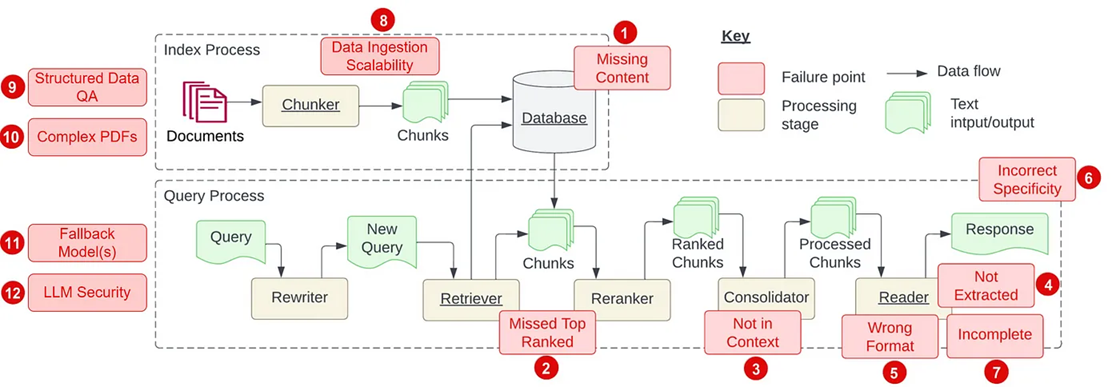 8
Data Ingestion
Scalability
1
Missing
Content
Index Process
9
Structured Data
QA
10
Complex PDFs
Documents
Chunker
Chunks
Database
Key
Failure point
Data flow
Processing
stage
Text
intput/output
Query Process
Incorrect
Specificity
6
11
Fallback
Model(s)
12
LLM Security
Query
New
Query
Chunks
Ranked
Chunks
Processed
Chunks
Response
Rewriter
Retriever
Reranker
Consolidator
Reader
Not
Extracted
4
Missed Top
Ranked
2
Not in
Context
3
Wrong
Format
5
Incomplete
7